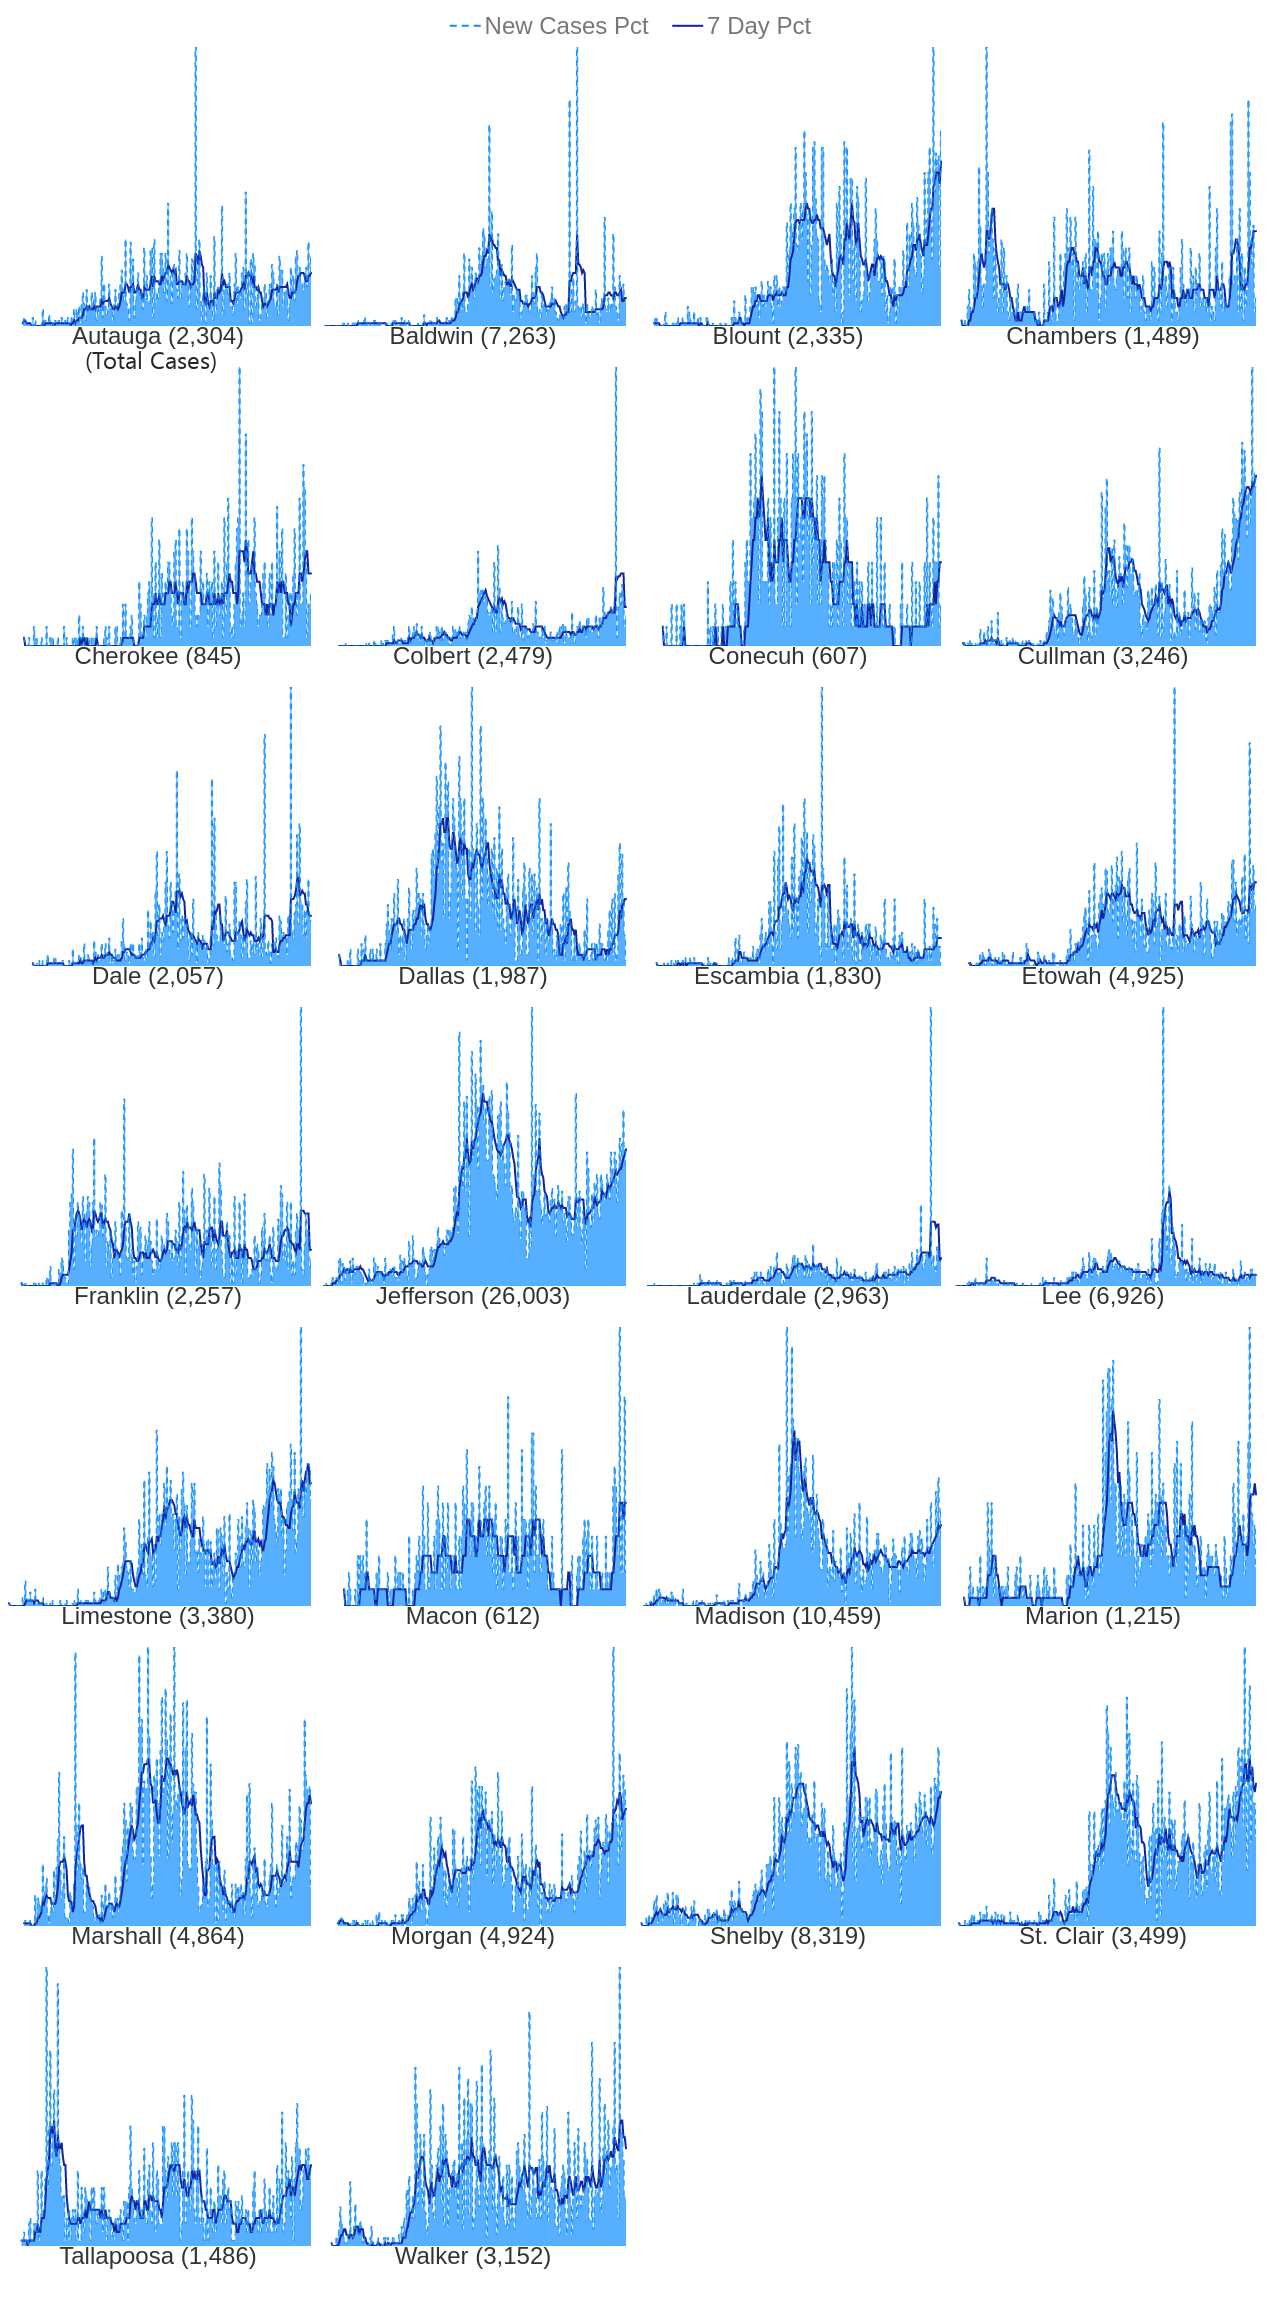 New Cases Pct 7 Day Pct
Autauga (2,304) Baldwin (7,263) Blount (2,335) Chambers (1,489)
(Total Cases)
Cherokee (845) Colbert (2,479) Conecuh (607) Cullman (3,246)
Dale (2,057) Dallas (1,987) Escambia (1,830) Etowah (4,925)
Franklin (2,257) Jefferson (26,003) Lauderdale (2,963) Lee (6,926)
Limestone (3,380) Macon (612) Madison (10,459) Marion (1,215)
Marshall (4,864) Morgan (4,924) Shelby (8,319) St. Clair (3,499)
Tallapoosa (1,486) Walker (3,152)